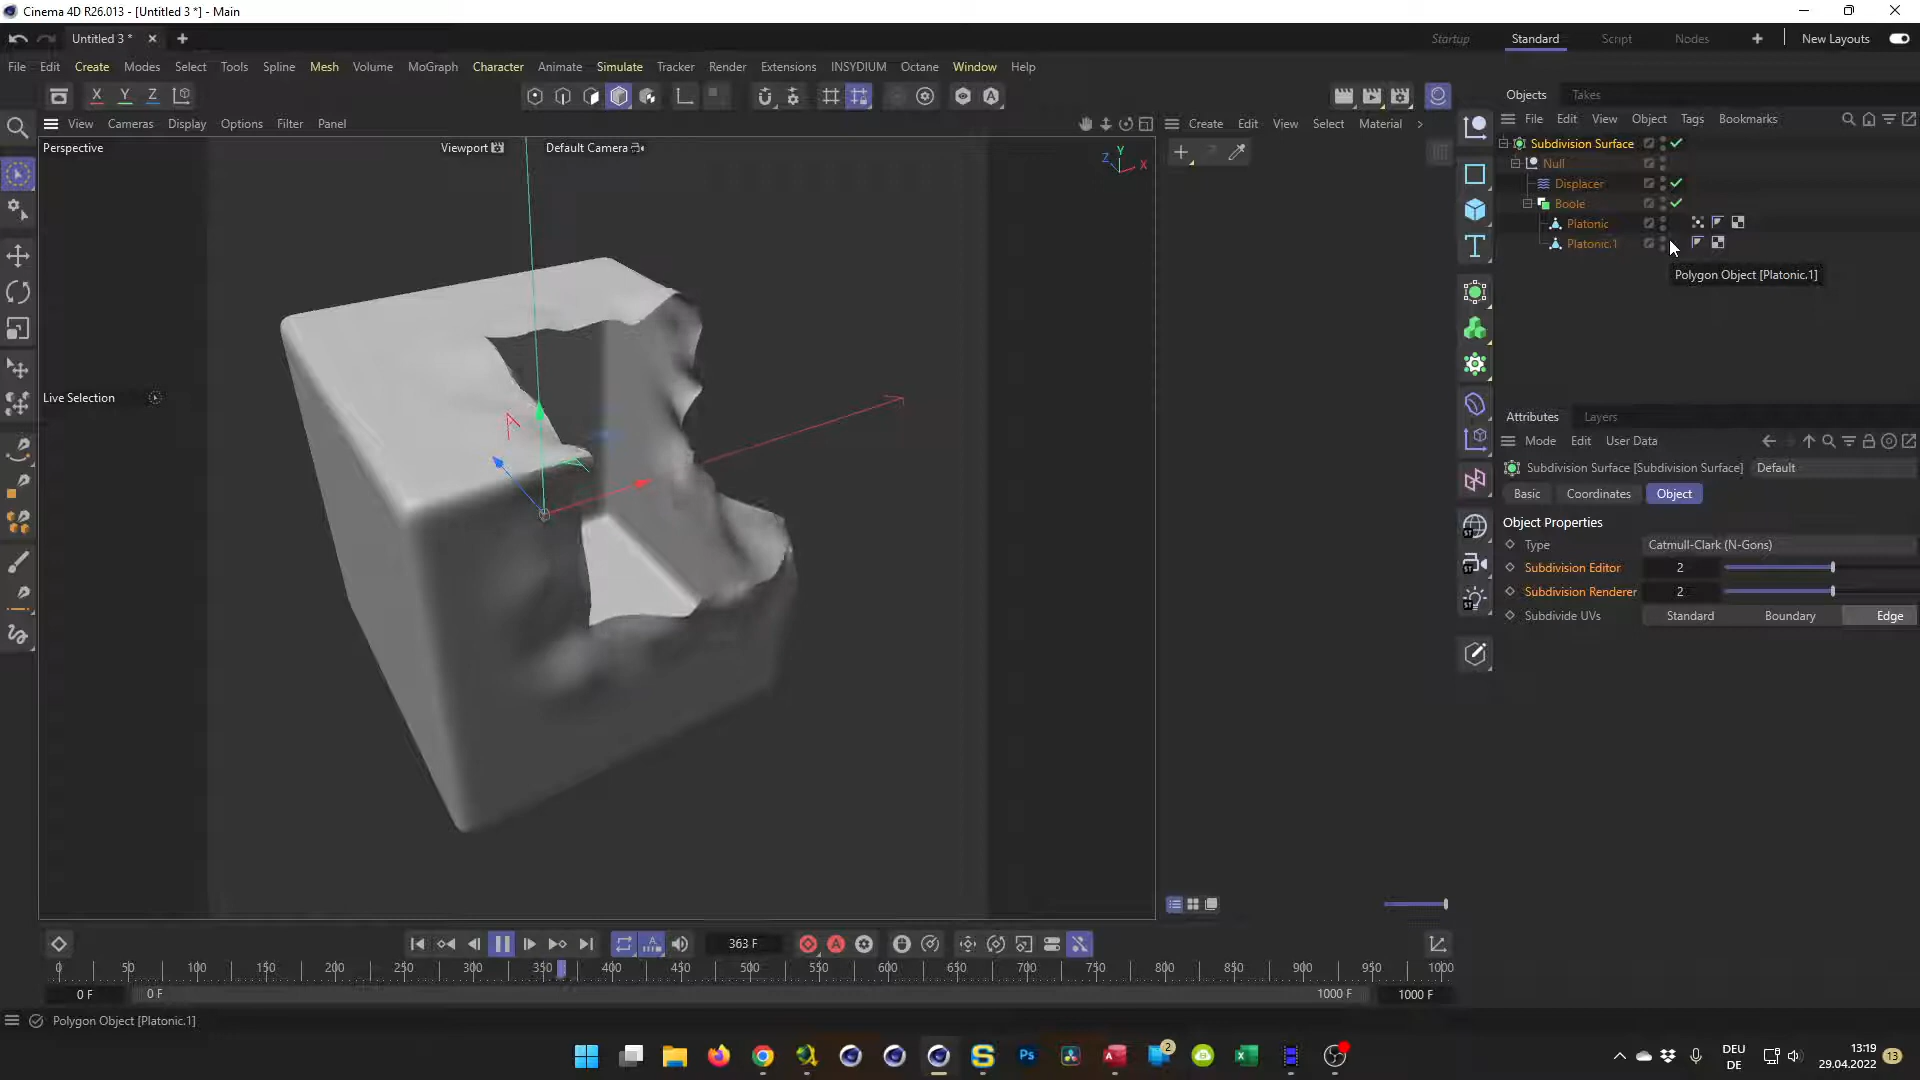 Cinema 4D R26.013 - [Untitled 3 *] - Main
Untitled 3 *
Startup
Standard
Script
Nodes
New Layouts
File Edit Create Modes Select Tools Spline Mesh Volume MoGraph Character Animate Simulate Tracker Render Extensions INSYDIUM Octane Window Help
X Y Z
Objects Takes
View Cameras Display Options Filter Panel
Create Edit View Select Material
File Edit View Object Tags Bookmarks
Perspective
Viewport
Default Camera
Z Y X
Subdivision Surface
Null
Displacer
Boole
Platonic
Platonic.1
Polygon Object [Platonic.1]
Live Selection
Attributes Layers
Mode Edit User Data
Subdivision Surface [Subdivision Surface]
Default
Basic Coordinates Object
Object Properties
Type Catmull-Clark (N-Gons)
Subdivision Editor 2
Subdivision Renderer 2
Subdivide UVs Standard Boundary Edge
363 F
0 50 100 150 200 250 300 350 400 450 500 550 600 650 700 750 800 850 900 950 1000
0 F 0 F 1000 F 1000 F
Polygon Object [Platonic.1]
Ps
2
DEU
DE
13:19
29.04.2022
13